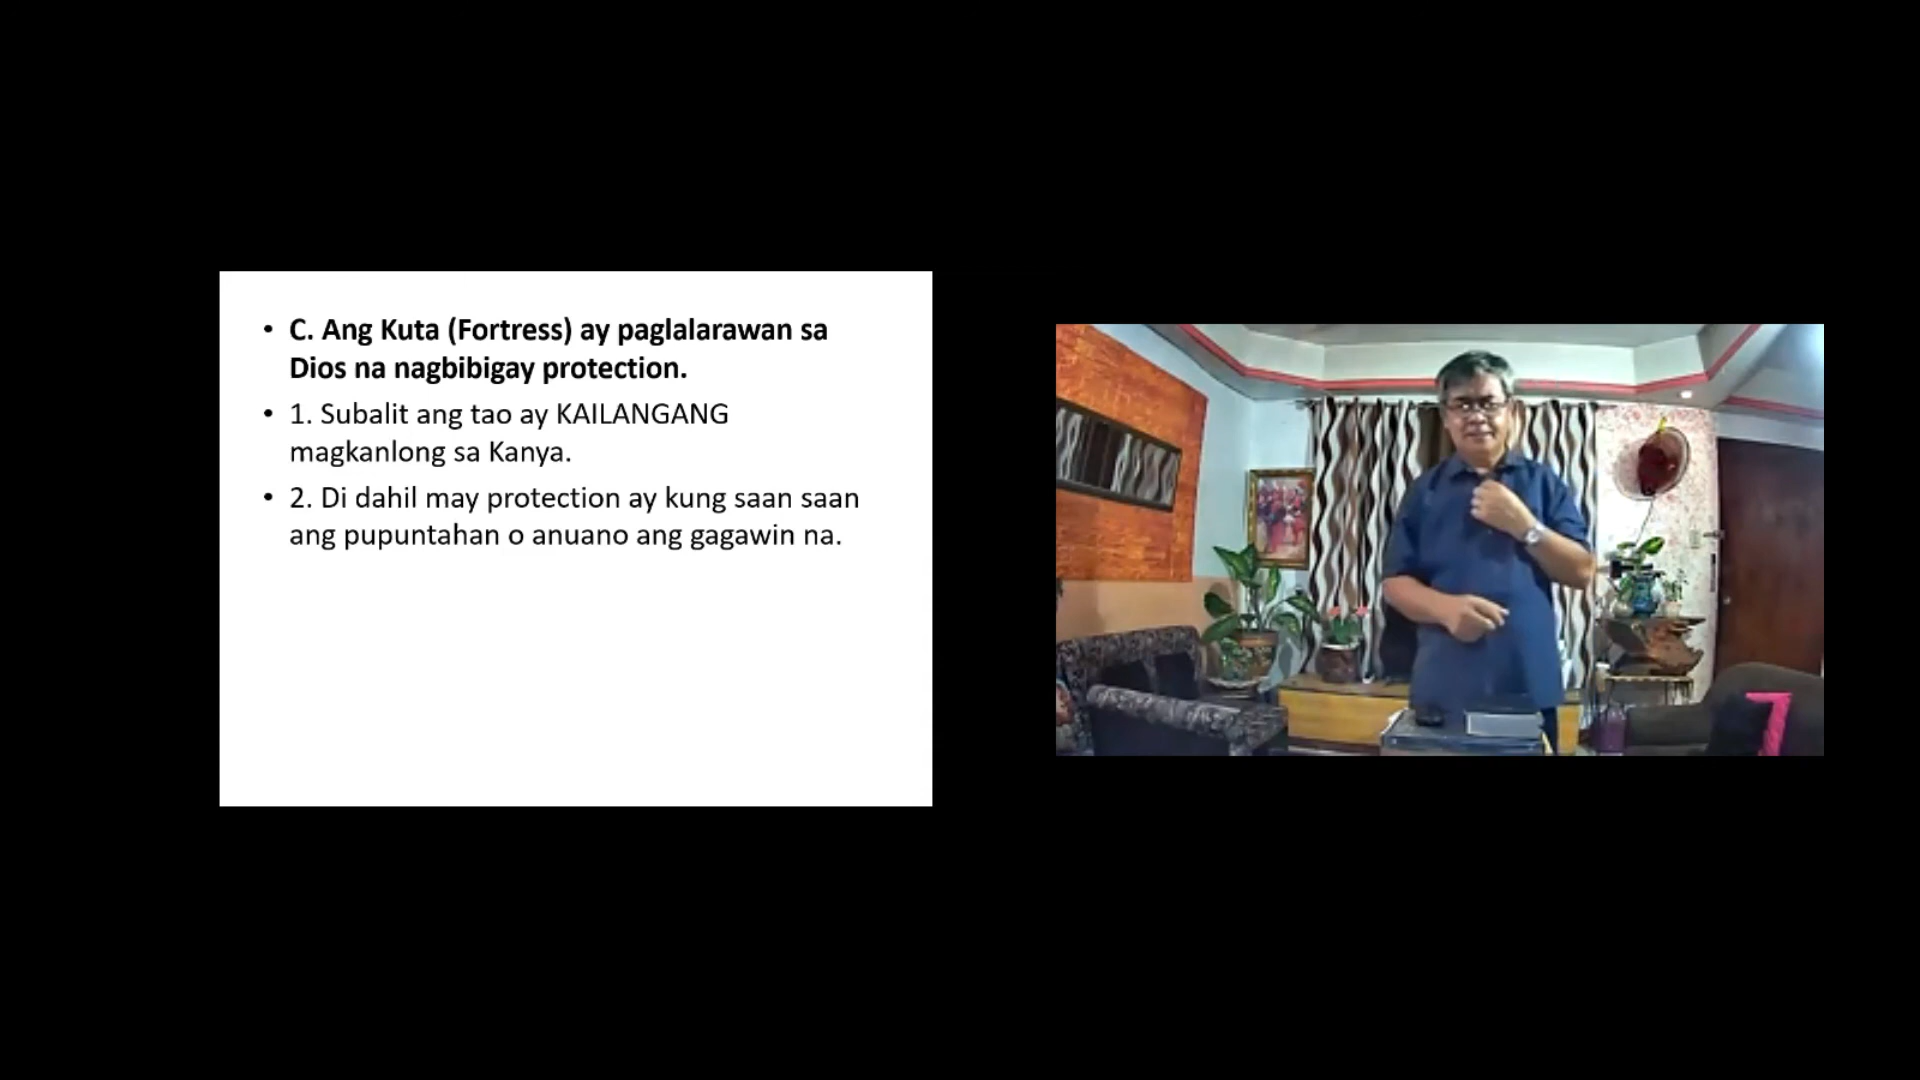 • C. Ang Kuta (Fortress) ay paglalarawan sa
Dios na nagbibigay protection.
• 1. Subalit ang tao ay KAILANGANG
magkanlong sa Kanya.
• 2. Di dahil may protection ay kung saan saan
ang pupuntahan o anuano ang gagawin na.